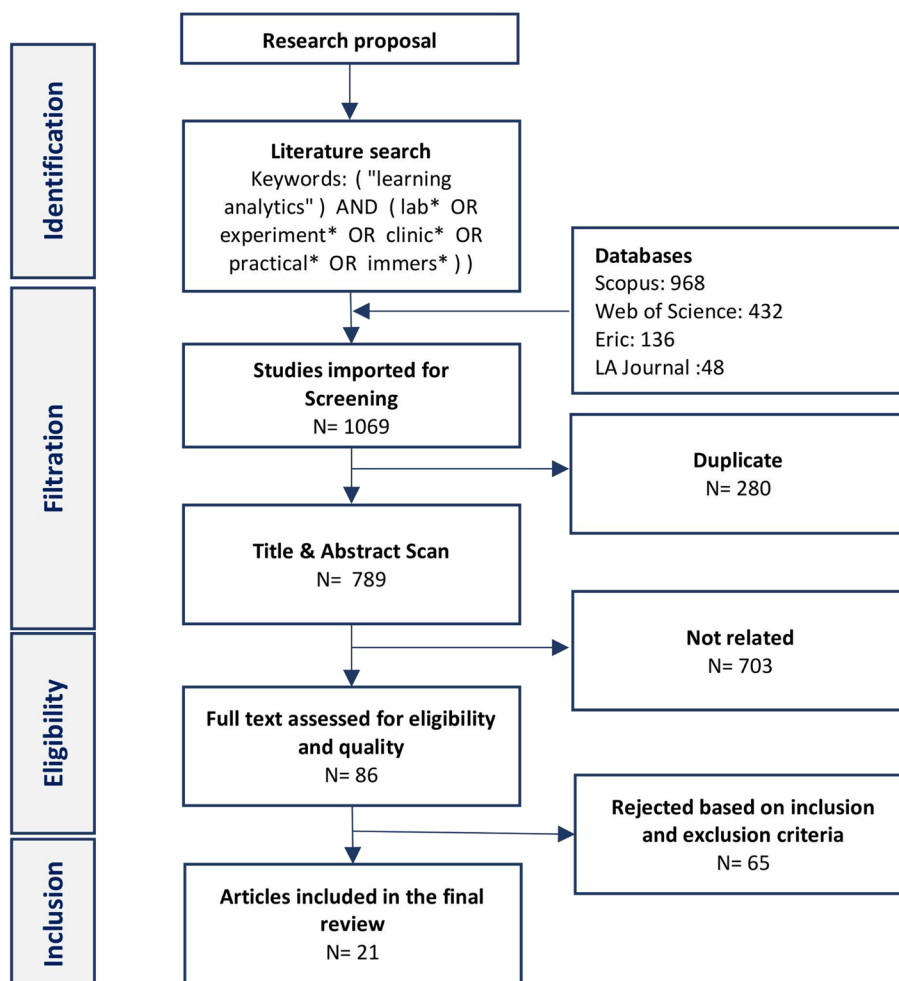 Research proposal
Identification
Literature search
Keywords: ( "learning
analytics" ) AND ( lab* OR
experiment* OR clinic* OR
practical* OR immers* ) )
Databases
Scopus: 968
Web of Science: 432
Eric: 136
LA Journal :48
Filtration
Studies imported for
Screening
N= 1069
Duplicate
N= 280
Title & Abstract Scan
N= 789
Not related
N= 703
Eligibility
Full text assessed for eligibility
and quality
N= 86
Rejected based on inclusion
and exclusion criteria
N= 65
Inclusion
Articles included in the final
review
N= 21